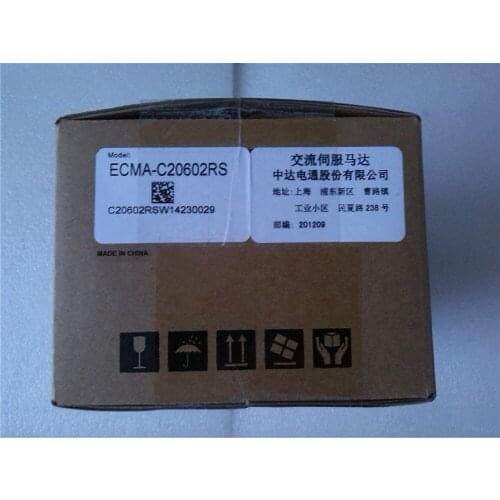 Model:
ECMA-C20602RS
C20602RSW14230029
MADE IN CHINA
交流伺服马达
中达电通股份有限公司
地址: 上海 浦东新区 曹路镇
工业小区 民夏路 238 号
邮编: 201209